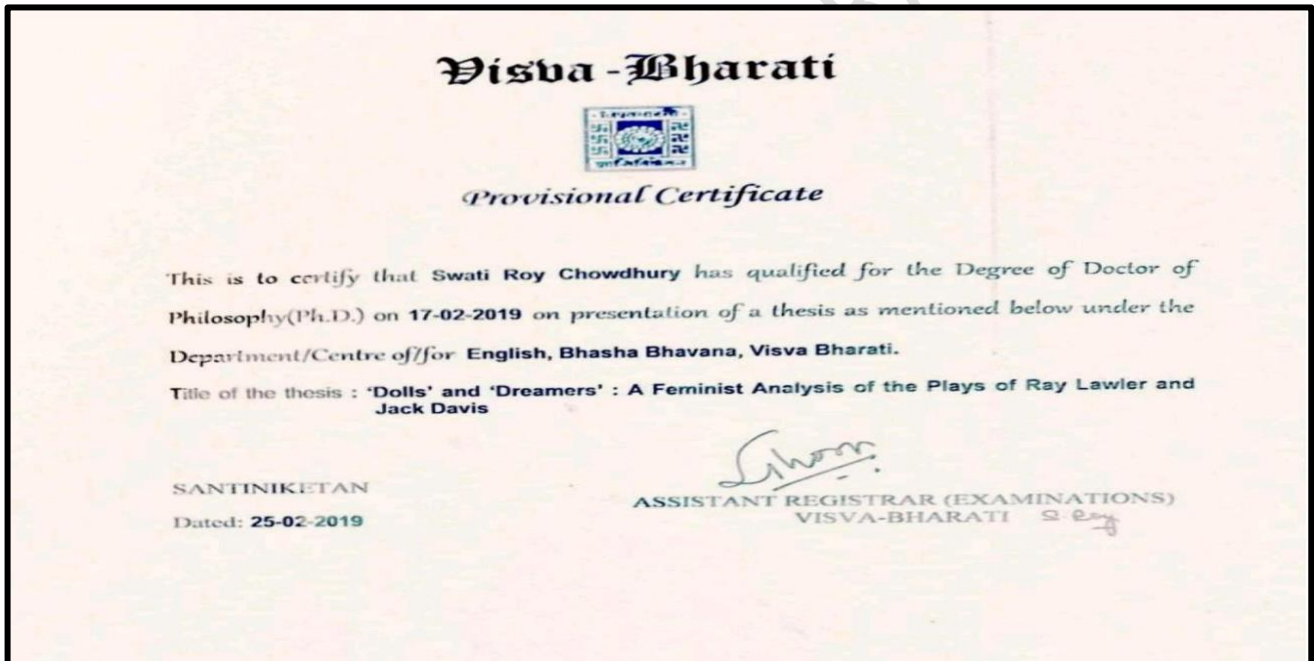 Visva-Bharati
Provisional Certificate
This is to certify that Swati Roy Chowdhury has qualified for the Degree of Doctor of
Philosophy(Ph.D.) on 17-02-2019 on presentation of a thesis as mentioned below under the
Department/Centre of/for English, Bhasha Bhavana, Visva Bharati.
Title of the thesis : 'Dolls' and 'Dreamers' : A Feminist Analysis of the Plays of Ray Lawler and
Jack Davis
SANTINIKETAN
Dated: 25-02-2019
ASSISTANT REGISTRAR (EXAMINATIONS)
VISVA-BHARATI S. Roy